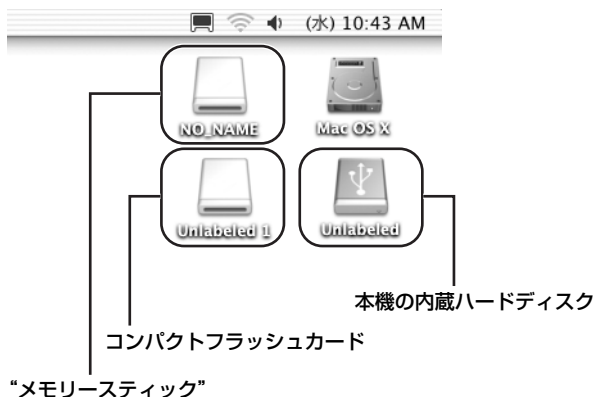 (水) 10:43 AM
NO_NAME
Mac OS X
Unlabeled 1
Unlabeled
本機の内蔵ハードディスク
コンパクトフラッシュカード
“メモリースティック”